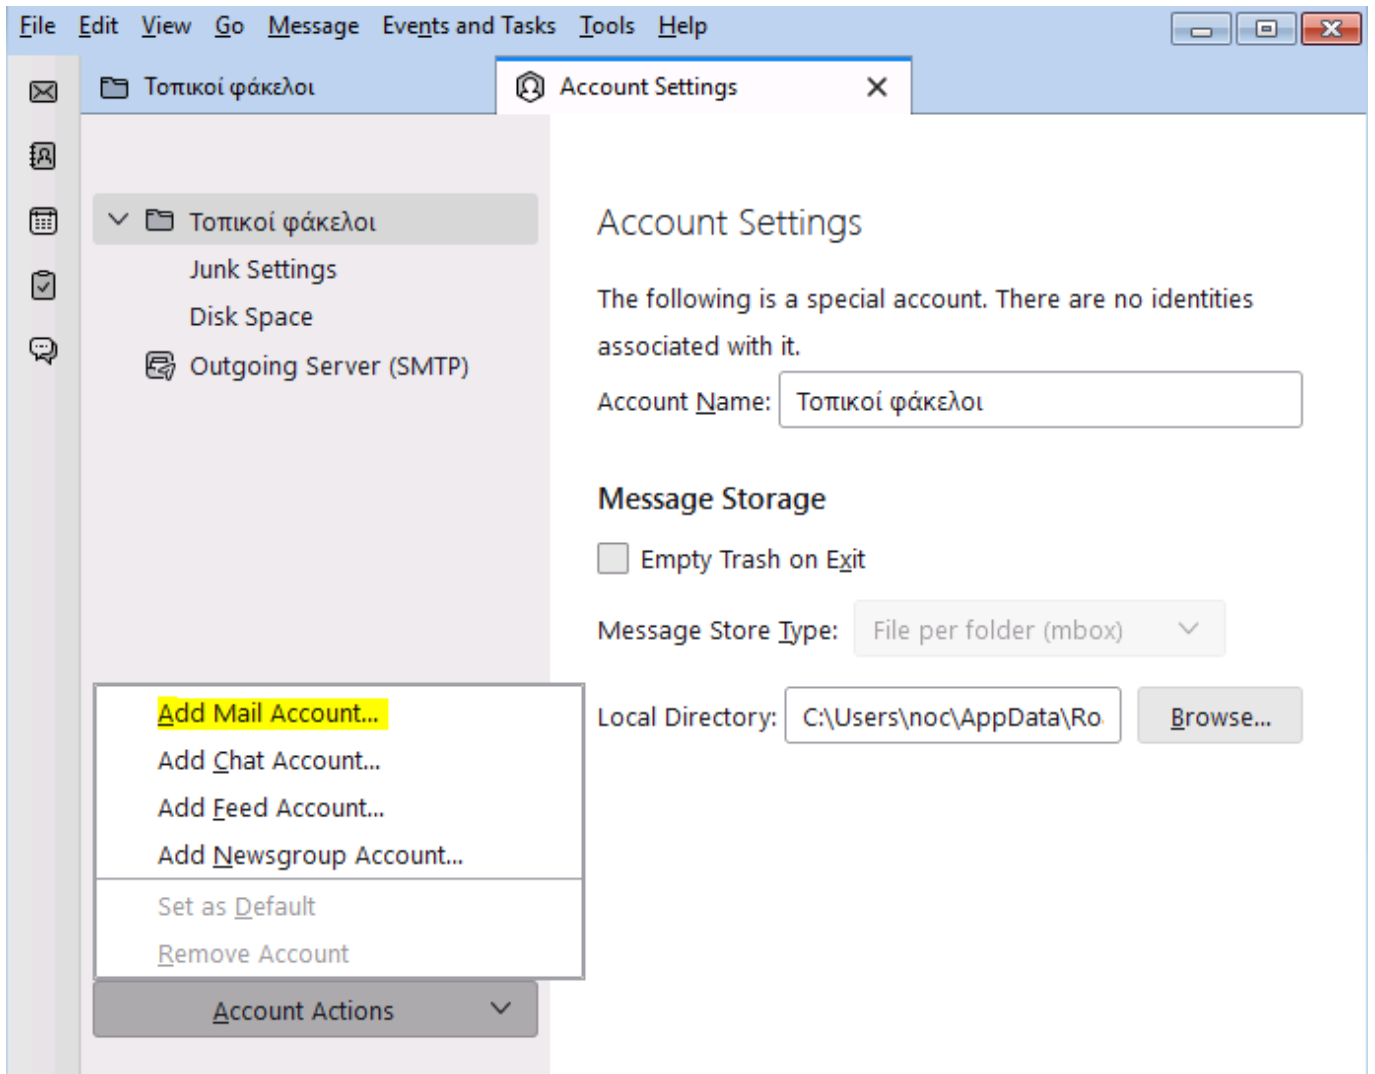 File Edit View Go Message Events and Tasks Tools Help
Τοπικοί φάκελοι
Account Settings
Τοπικοί φάκελοι
Junk Settings
Disk Space
Outgoing Server (SMTP)
Add Mail Account...
Add Chat Account...
Add Feed Account...
Add Newsgroup Account...
Set as Default
Remove Account
Account Actions
Account Settings
The following is a special account. There are no identities
associated with it.
Account Name: Τοπικοί φάκελοι
Message Storage
Empty Trash on Exit
Message Store Type: File per folder (mbox)
Local Directory: C:\Users\noc\AppData\Ro Browse...